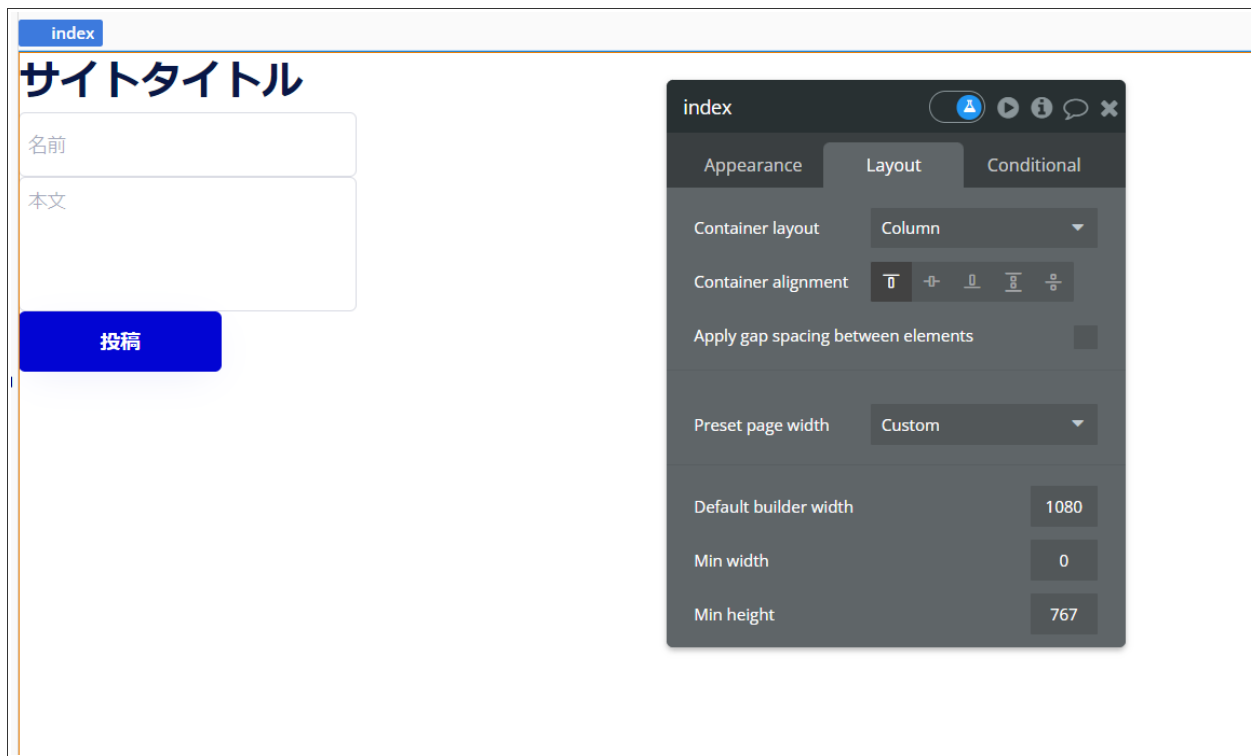 index
サイトタイトル
名前
本文
投稿
index
Appearance Layout Conditional
Container layout Column
Container alignment
Apply gap spacing between elements
Preset page width Custom
Default builder width 1080
Min width 0
Min height 767